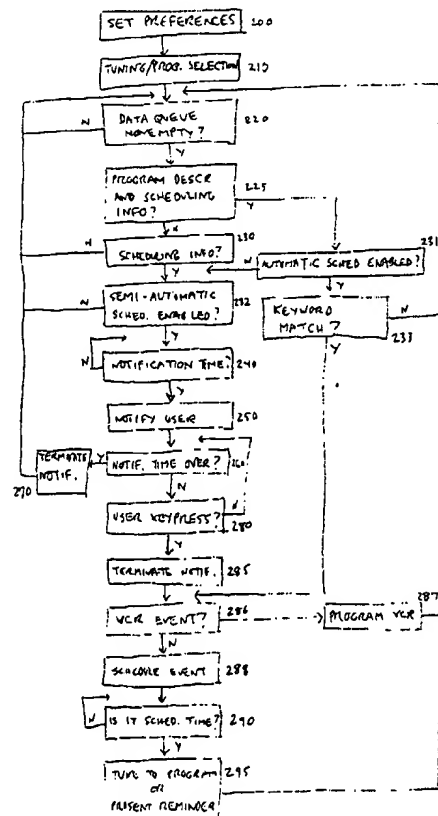 SET PREFERENCES 200
TUNING/PROG. SELECTION 215
N DATA QUEUE 220
NONEMPTY?
Y
PROGRAM DESCR 225
AND SCHEDULING Y
INFO?
N
230 231
N SCHEDULING INFO? N AUTOMATIC SCHED ENABLED?
Y Y
SEMI-AUTOMATIC 232 KEYWORD N
N SCHED. ENABLED? MATCH? 233
Y Y
N NOTIFICATION TIME? 240
Y
NOTIFY USER 250
TERMINATE Y NOTIF. TIME OVER? 260
NOTIF.
270 N
USER KEYPRESS? N
280
Y
TERMINATE NOTIF. 285
VCR EVENT? 286 PROGRAM VCR 287
N
SCHEDULE EVENT 288
N IS IT SCHED. TIME? 290
Y
TUNE TO PROGRAM 295
OR
PRESENT REMINDER